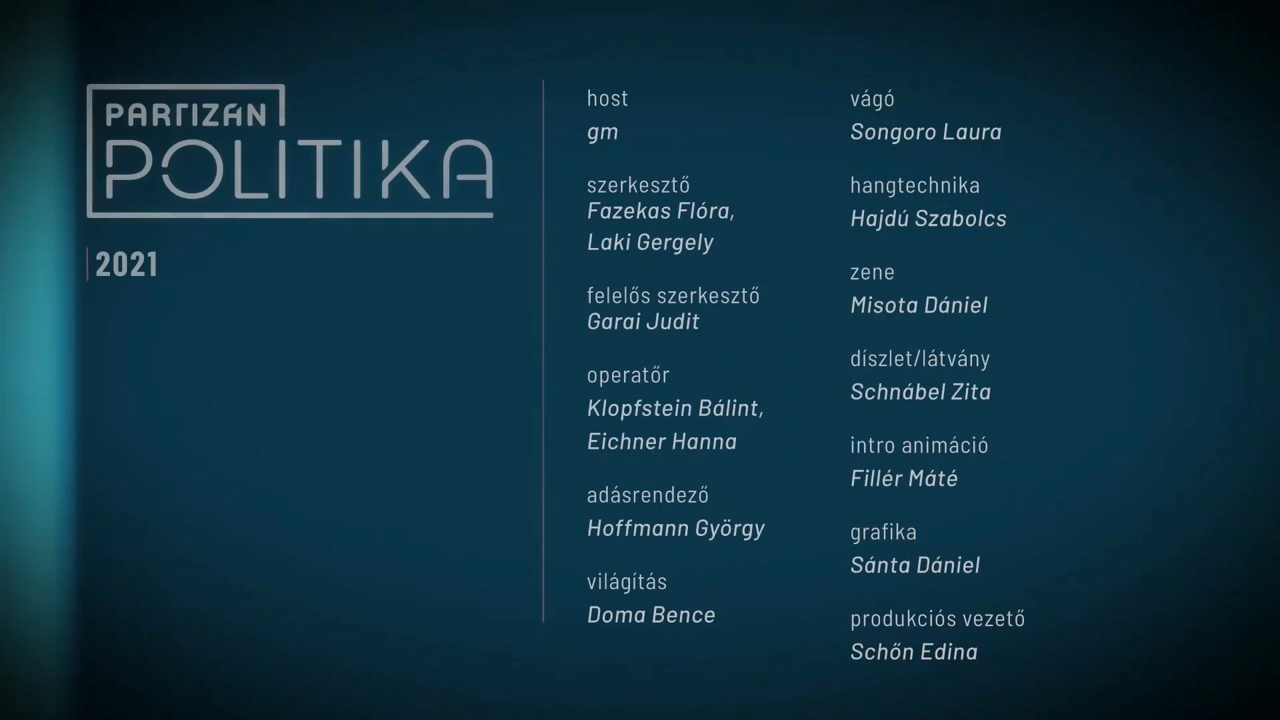 PARTIZÁN
POLITIKA
2021
host
gm
szerkesztő
Fazekas Flóra,
Laki Gergely
felelős szerkesztő
Garai Judit
operatőr
Klopfstein Bálint,
Eichner Hanna
adásrendező
Hoffmann György
világítás
Doma Bence
vágó
Songoro Laura
hangtechnika
Hajdú Szabolcs
zene
Misota Dániel
díszlet/látvány
Schnábel Zita
intro animáció
Fillér Máté
grafika
Sánta Dániel
produkciós vezető
Schőn Edina